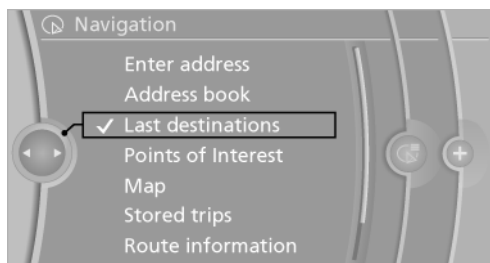 Navigation
Enter address
Address book
Last destinations
Points of Interest
Map
Stored trips
Route information